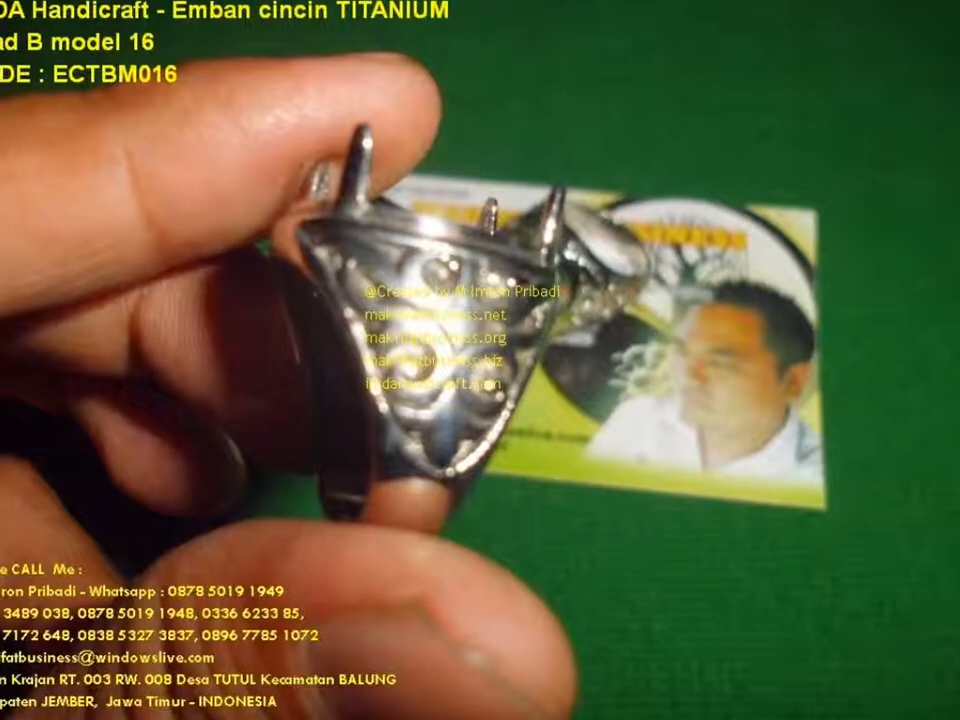 DA Handicraft - Emban cincin TITANIUM
ad B model 16
DE : ECTBM016
@Created by M Imron Pribadi
e CALL Me :
ron Pribadi - Whatsapp : 0878 5019 1949
3489 038, 0878 5019 1948, 0336 6233 85,
7172 648, 0838 5327 3837, 0896 7785 1072
ifatbusiness@windowslive.com
n Krajan RT. 003 RW. 008 Desa TUTUL Kecamatan BALUNG
paten JEMBER, Jawa Timur - INDONESIA